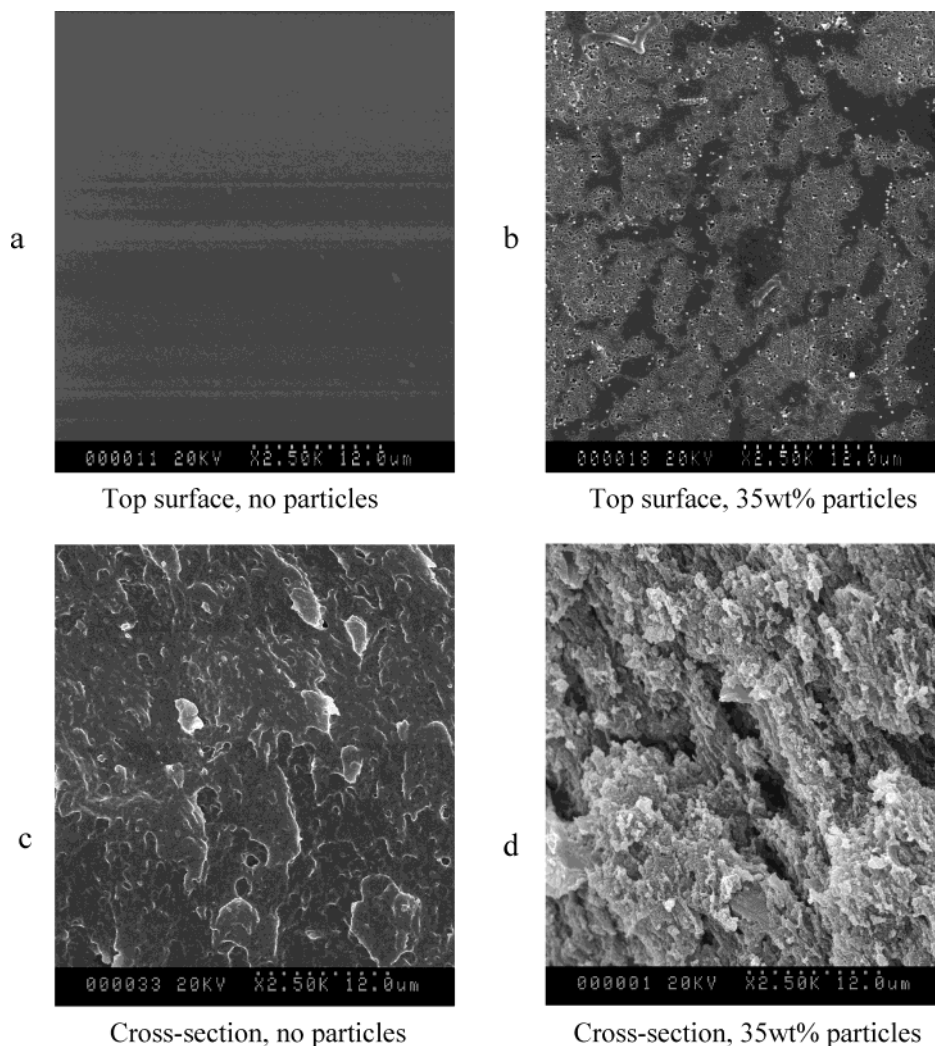 a
b
000011 20KV X2.50K 12.0um
000018 20KV X2.50K 12.0um
Top surface, no particles
Top surface, 35wt% particles
c
d
000033 20KV X2.50K 12.0um
000001 20KV X2.50K 12.0um
Cross-section, no particles
Cross-section, 35wt% particles